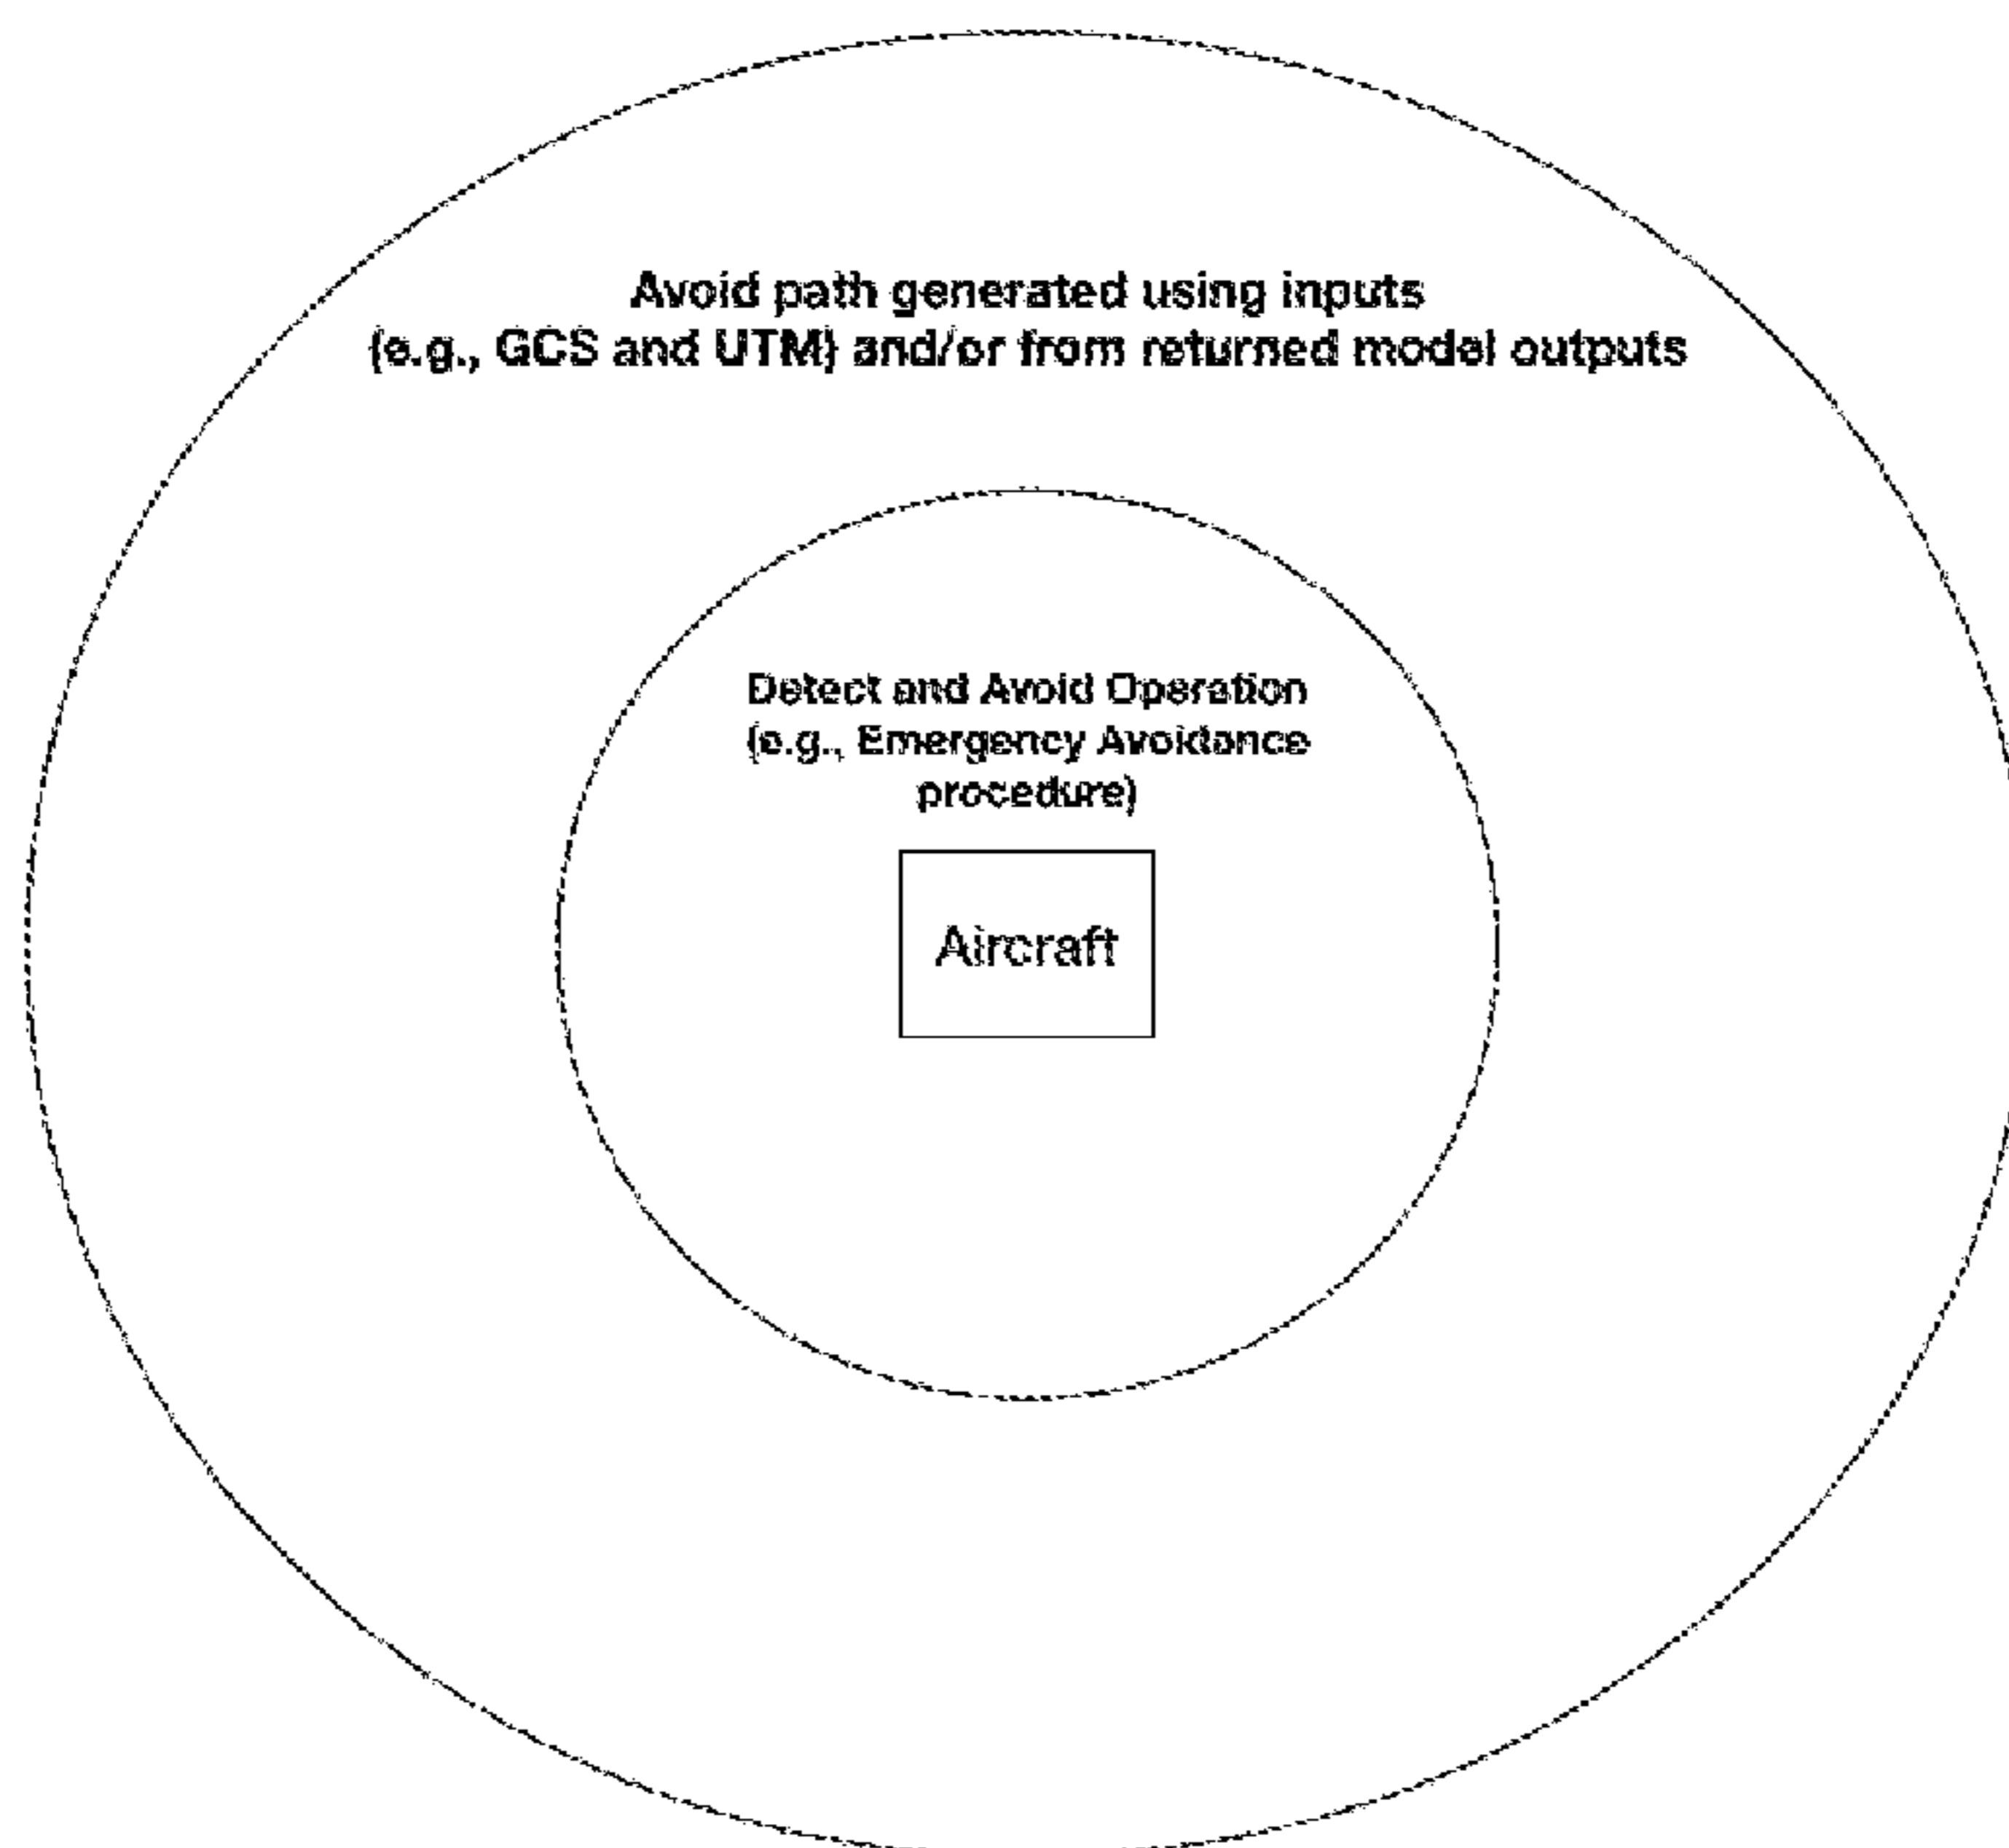 Avoid path generated using inputs
(e.g., GCS and UTM) and/or from returned model outputs
Detect and Avoid Operation
(e.g., Emergency Avoidance
procedure)
Aircraft